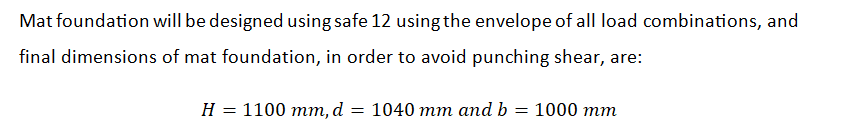 Mat foundation will be designed using safe 12 using the envelope of all load combinations, and
final dimensions of mat foundation, in order to avoid punching shear, are:
H = 1100 mm, d = 1040 mm and b = 1000 mm